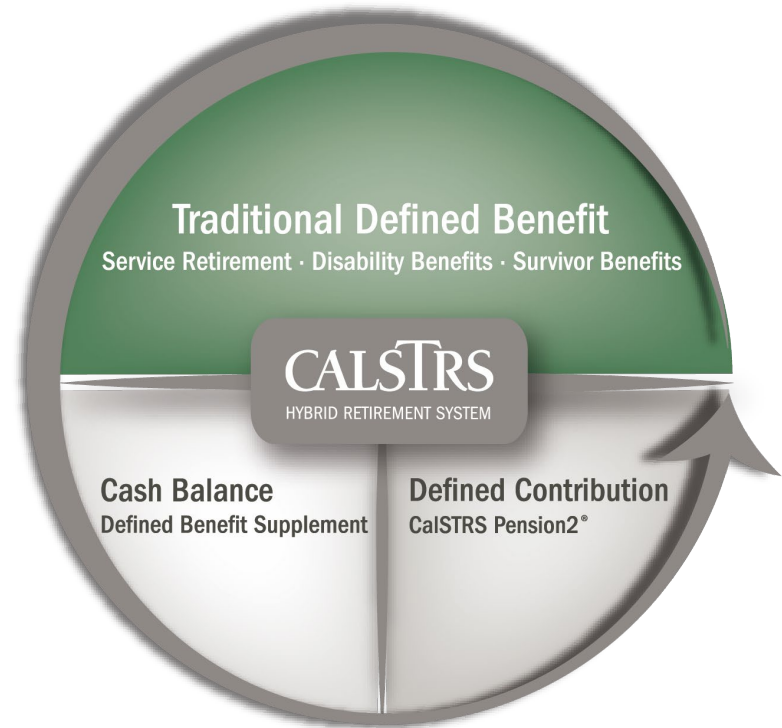 Traditional Defined Benefit
Service Retirement · Disability Benefits · Survivor Benefits
CALSTRS
HYBRID RETIREMENT SYSTEM
Cash Balance
Defined Benefit Supplement
Defined Contribution
CalSTRS Pension2®